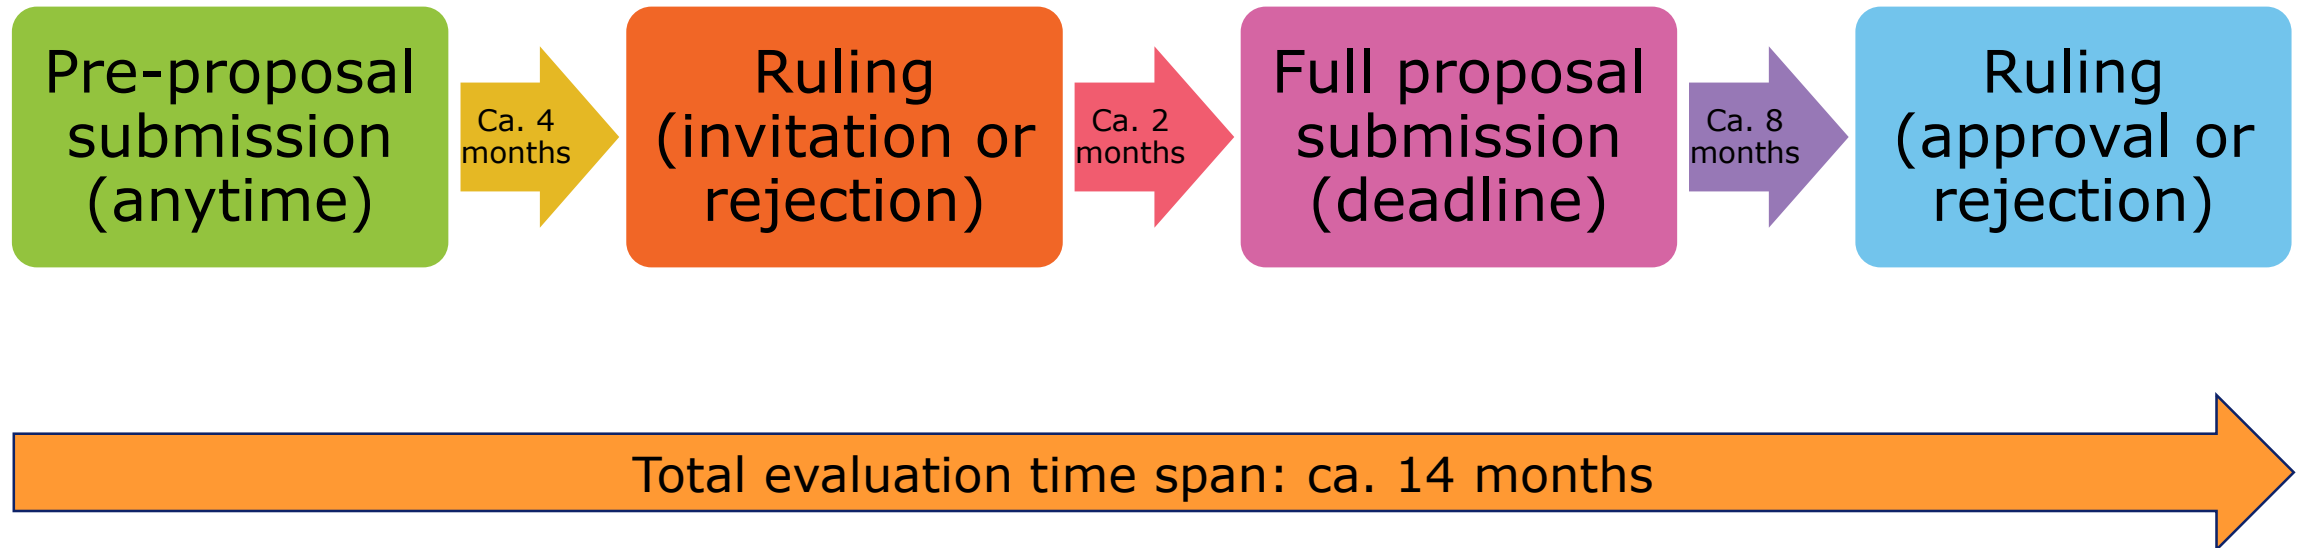 Pre-proposal
submission
(anytime)
Ca. 4
months
Ruling
(invitation or
rejection)
Ca. 2
months
Full proposal
submission
(deadline)
Ca. 8
months
Ruling
(approval or
rejection)
Total evaluation time span: ca. 14 months